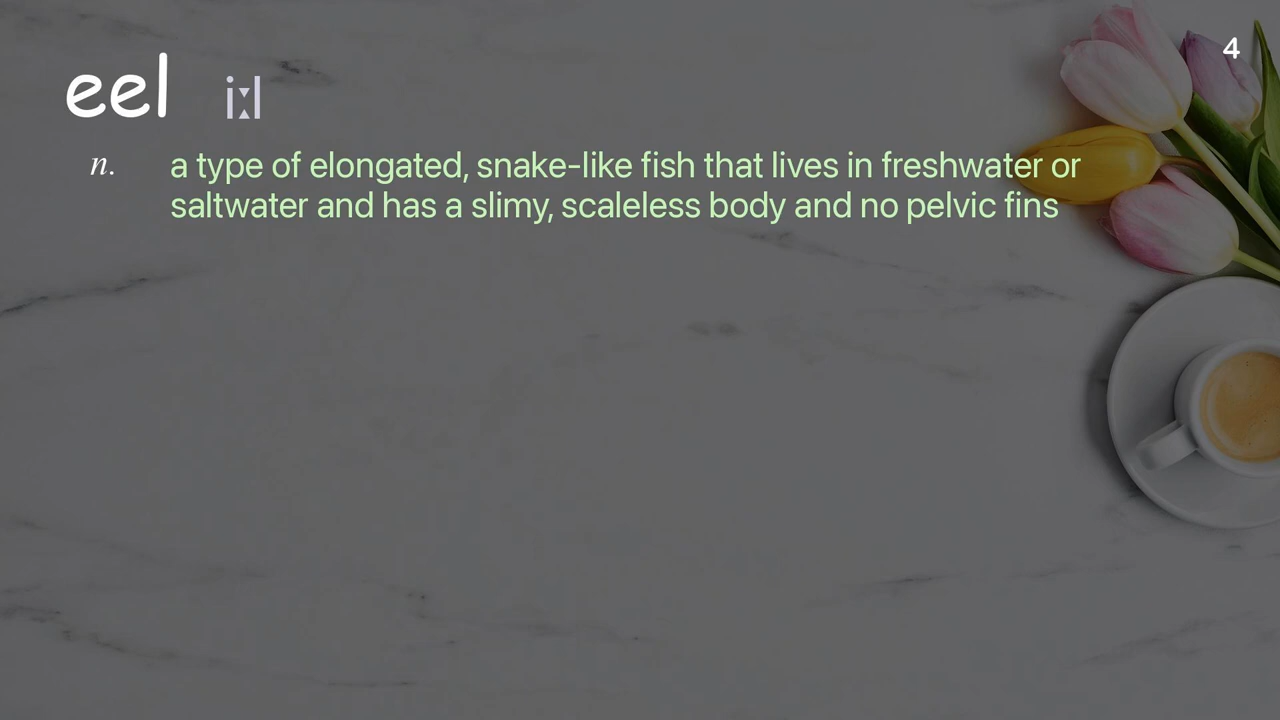 4
eel iːl
n. a type of elongated, snake-like fish that lives in freshwater or
saltwater and has a slimy, scaleless body and no pelvic fins